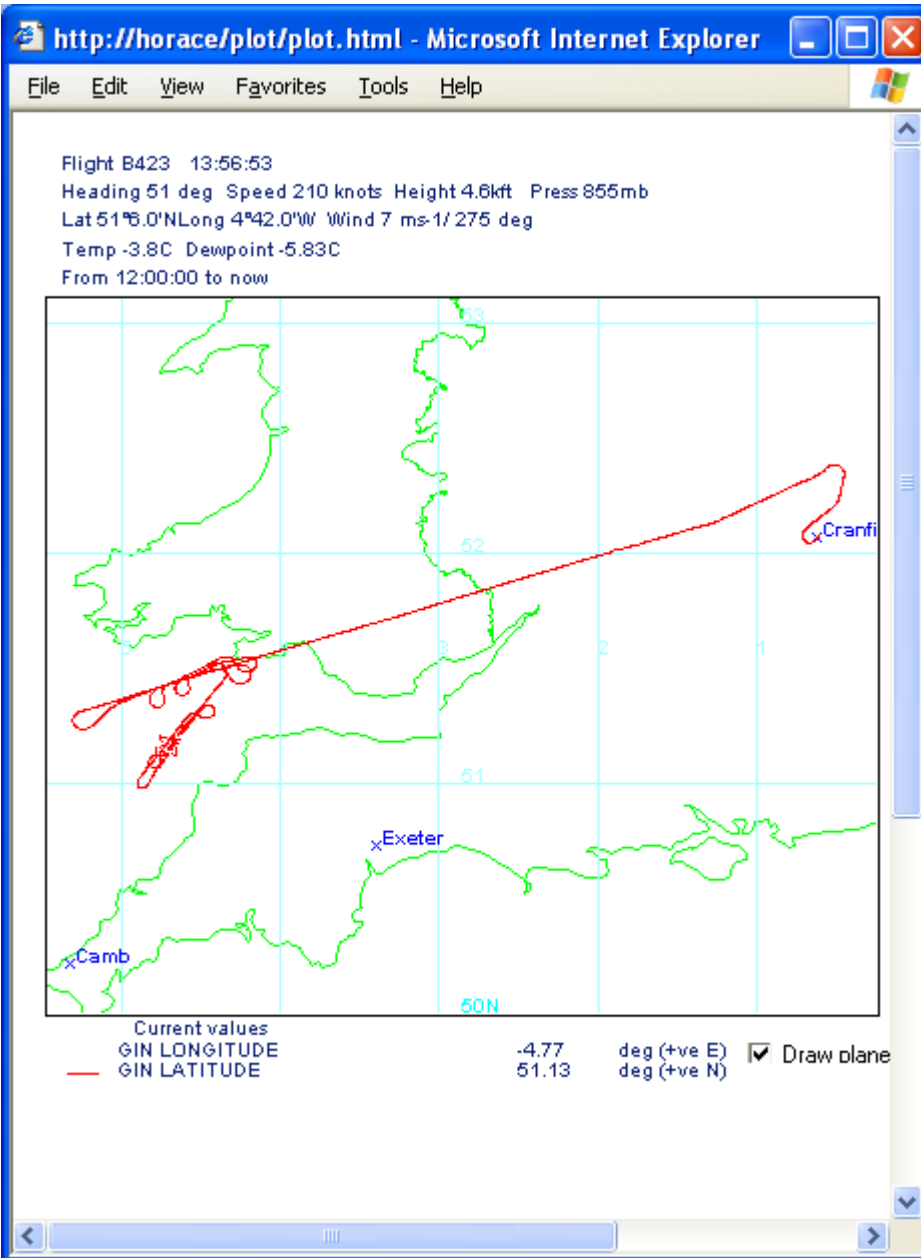 http://horace/plot/plot.html - Microsoft Internet Explorer
File Edit View Favorites Tools Help
Flight B423 13:56:53
Heading 51 deg Speed 210 knots Height 4.6kft Press 855mb
Lat 51°6.0'NLong 4°42.0'W Wind 7 ms-1/ 275 deg
Temp -3.8C Dewpoint -5.83C
From 12:00:00 to now
53
Cranfi
52
5 3 2 1
51
Exeter
Camb
50N
Current values
GIN LONGITUDE -4.77 deg (+ve E) Draw plane
GIN LATITUDE 51.13 deg (+ve N)